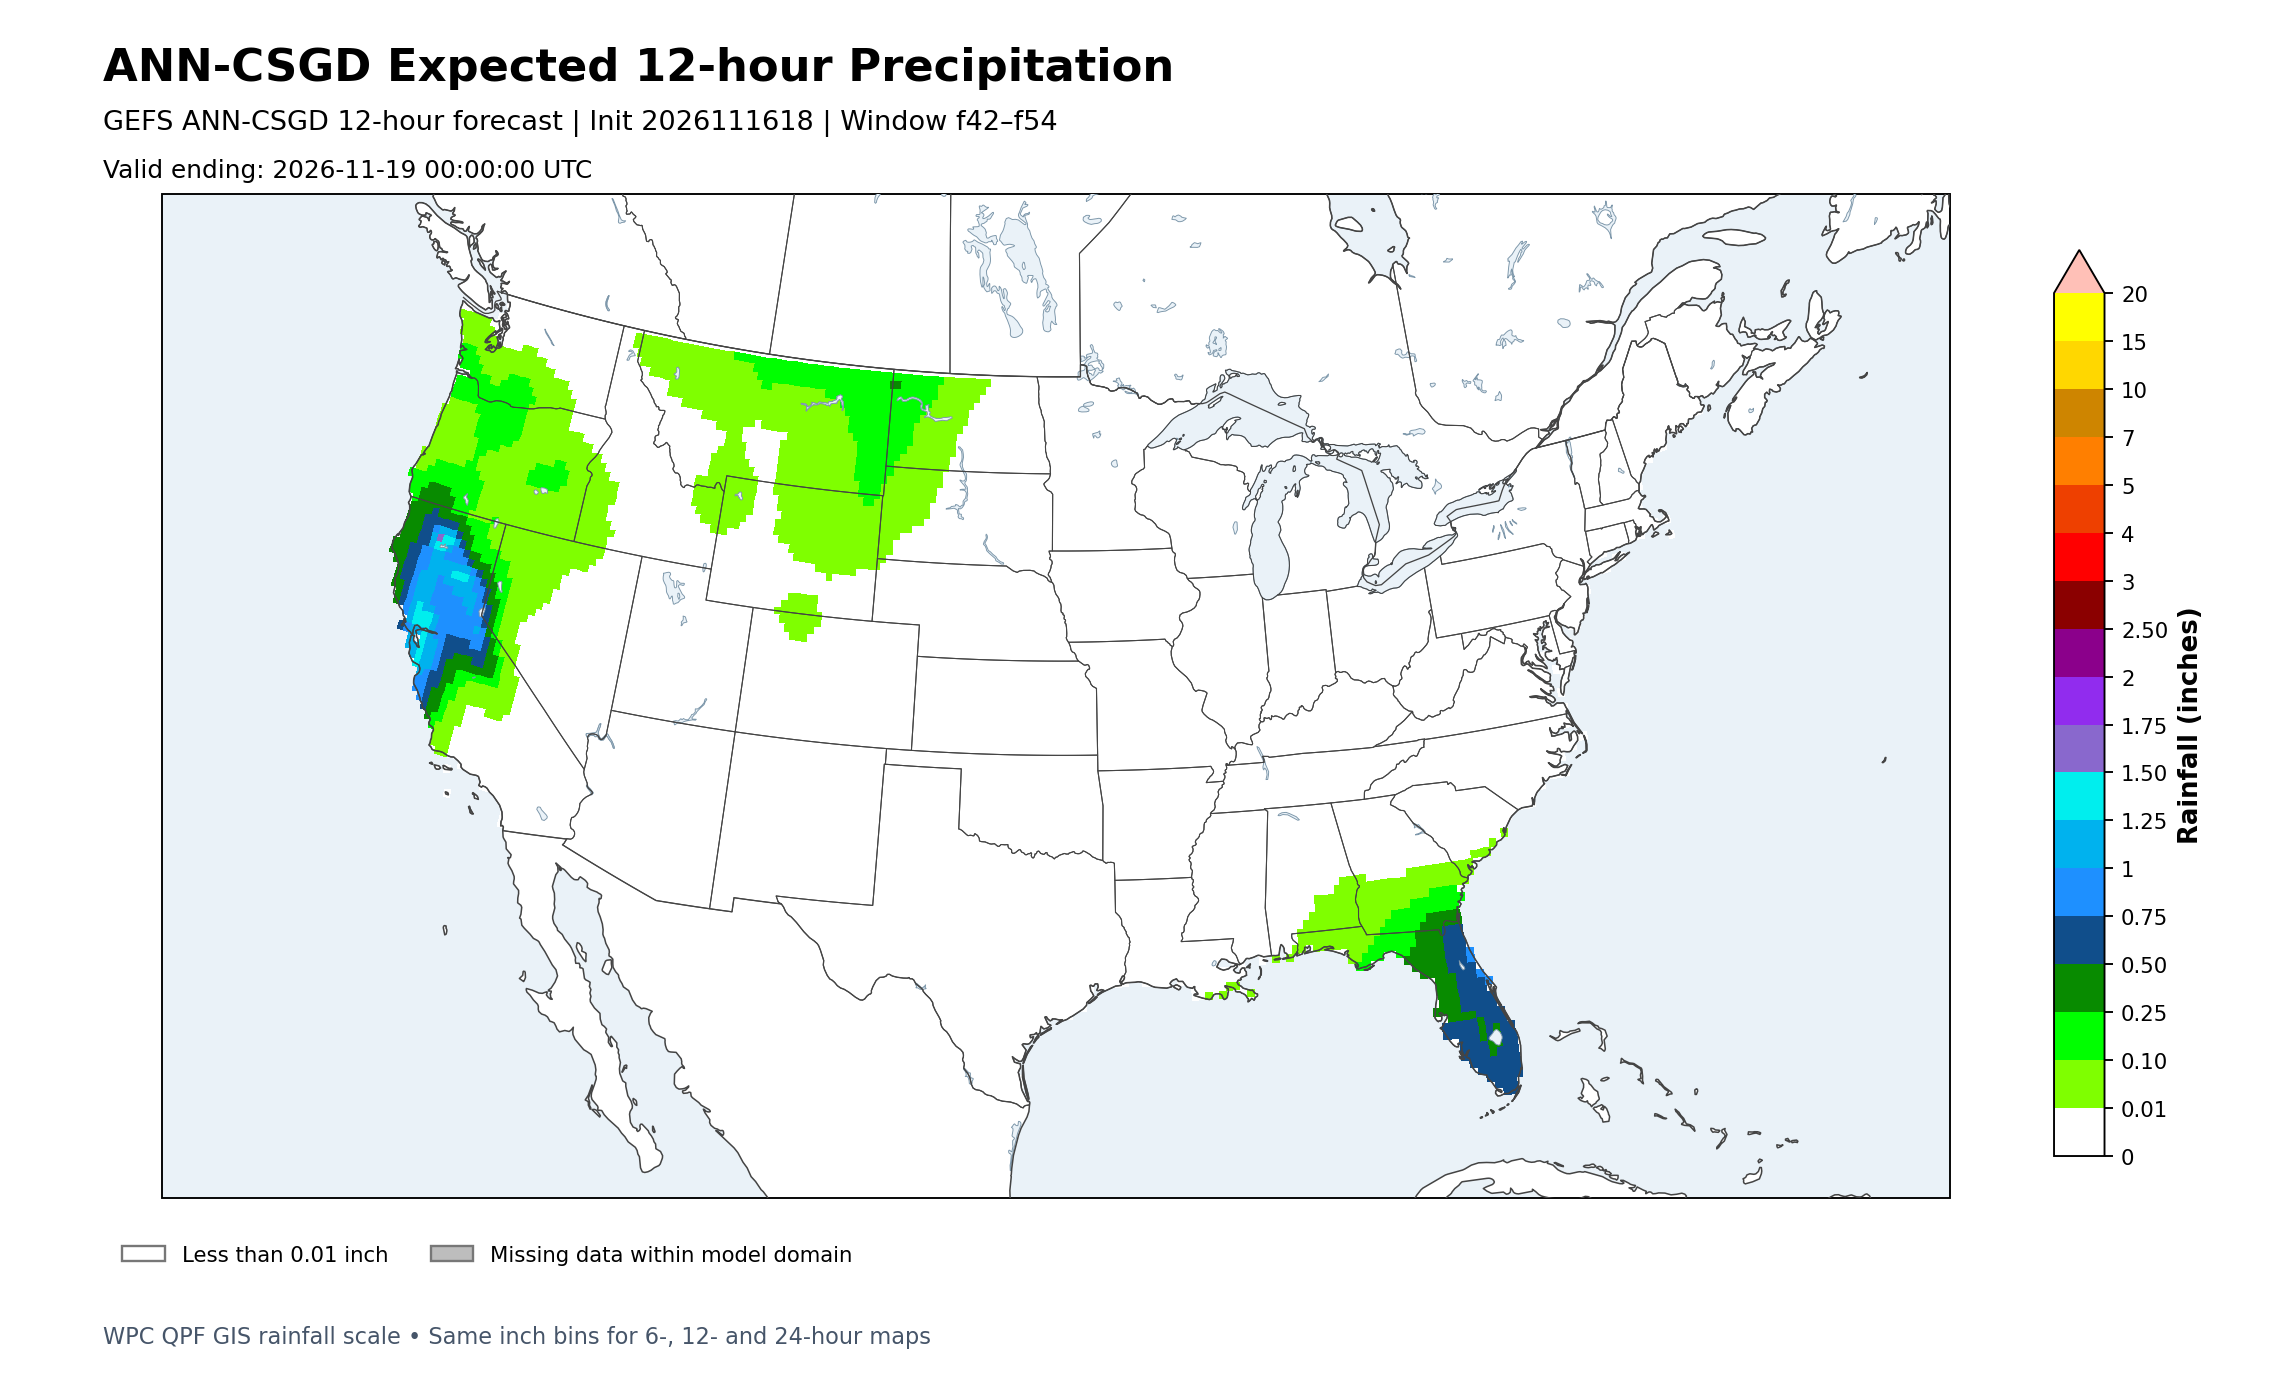 ANN-CSGD Expected 12-hour Precipitation
GEFS ANN-CSGD 12-hour forecast | Init 2026111618 | Window f42–f54
Valid ending: 2026-11-19 00:00:00 UTC
20
15
10
7
5
4
3
2.50
2
1.75
1.50
1.25
1
0.75
0.50
0.25
0.10
0.01
0
Rainfall (inches)
Less than 0.01 inch
Missing data within model domain
WPC QPF GIS rainfall scale • Same inch bins for 6-, 12- and 24-hour maps